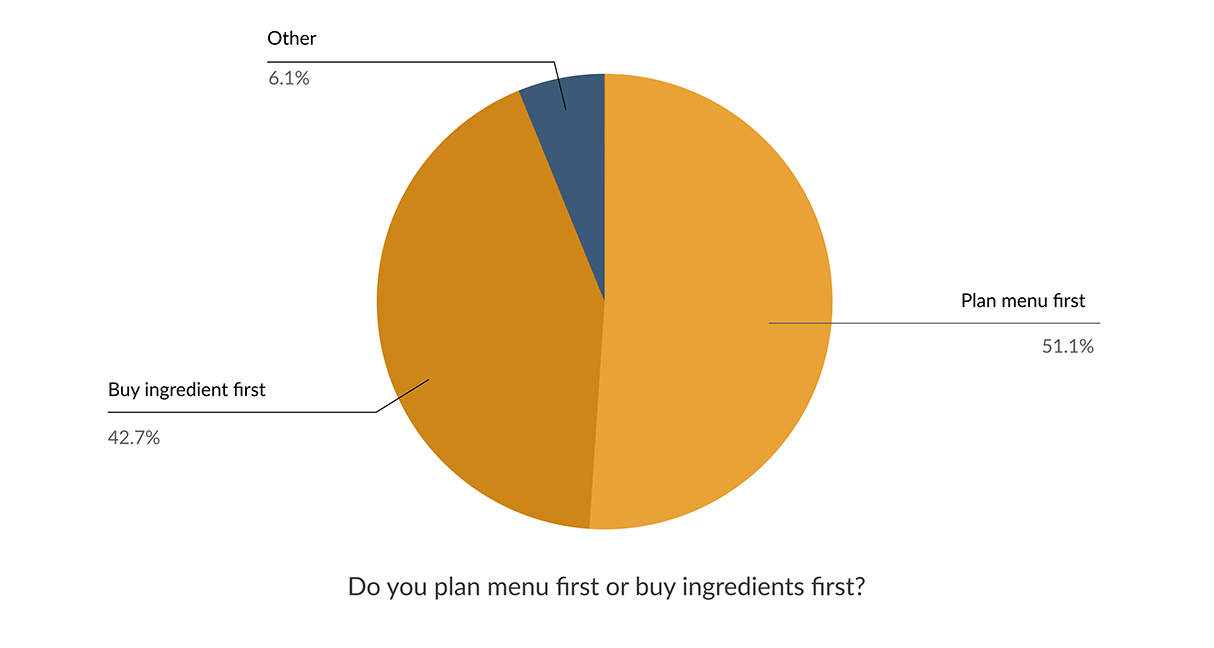 Other
6.1%
Plan menu first
51.1%
Buy ingredient first
42.7%
Do you plan menu first or buy ingredients first?